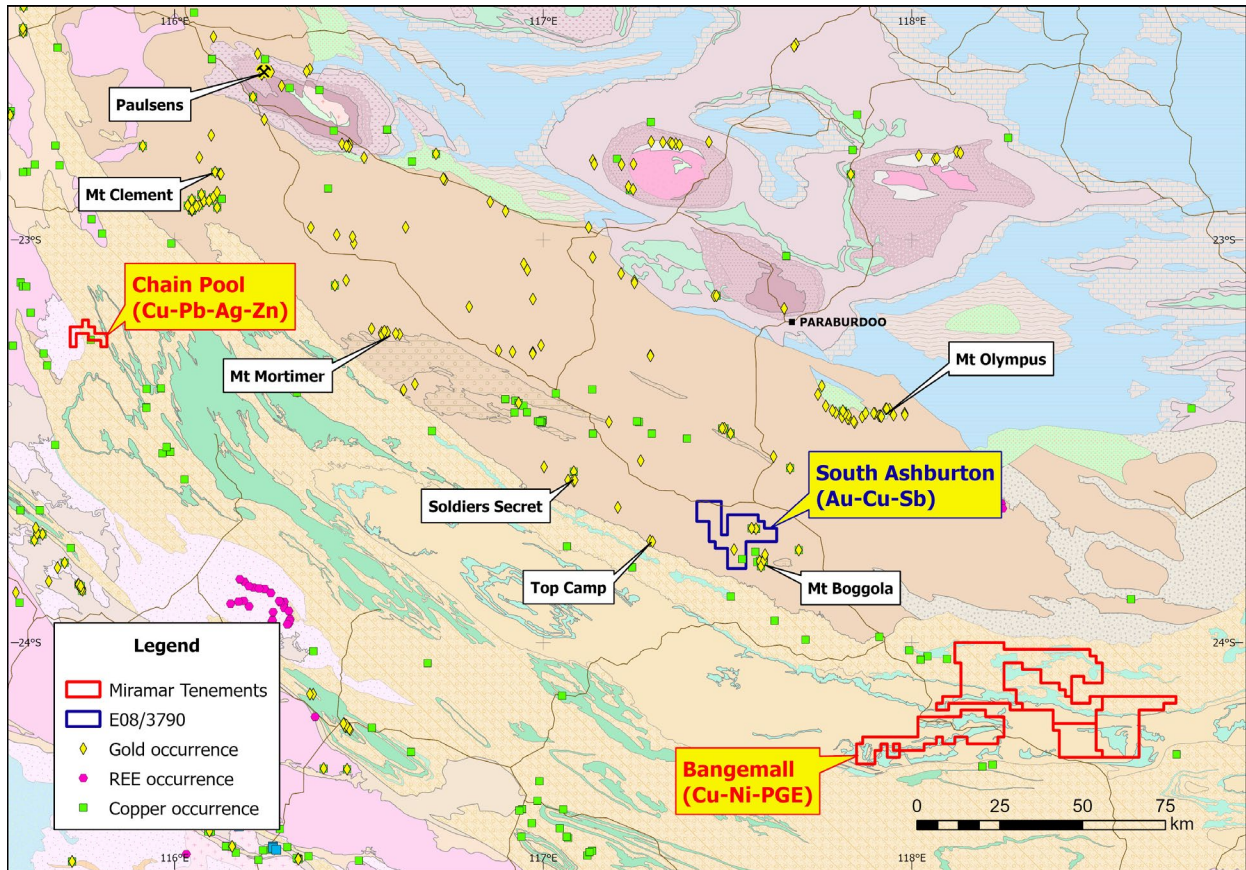 116°E
117°E
118°E
Paulsens
Mt Clement
23°S
23°S
Chain Pool
(Cu-Pb-Ag-Zn)
PARABURDOO
Mt Mortimer
Mt Olympus
South Ashburton
(Au-Cu-Sb)
Soldiers Secret
Top Camp
Mt Boggola
24°S
24°S
Legend
Miramar Tenements
E08/3790
Gold occurrence
REE occurrence
Copper occurrence
Bangemall
(Cu-Ni-PGE)
0 25 50 75
km
116°E
117°E
118°E